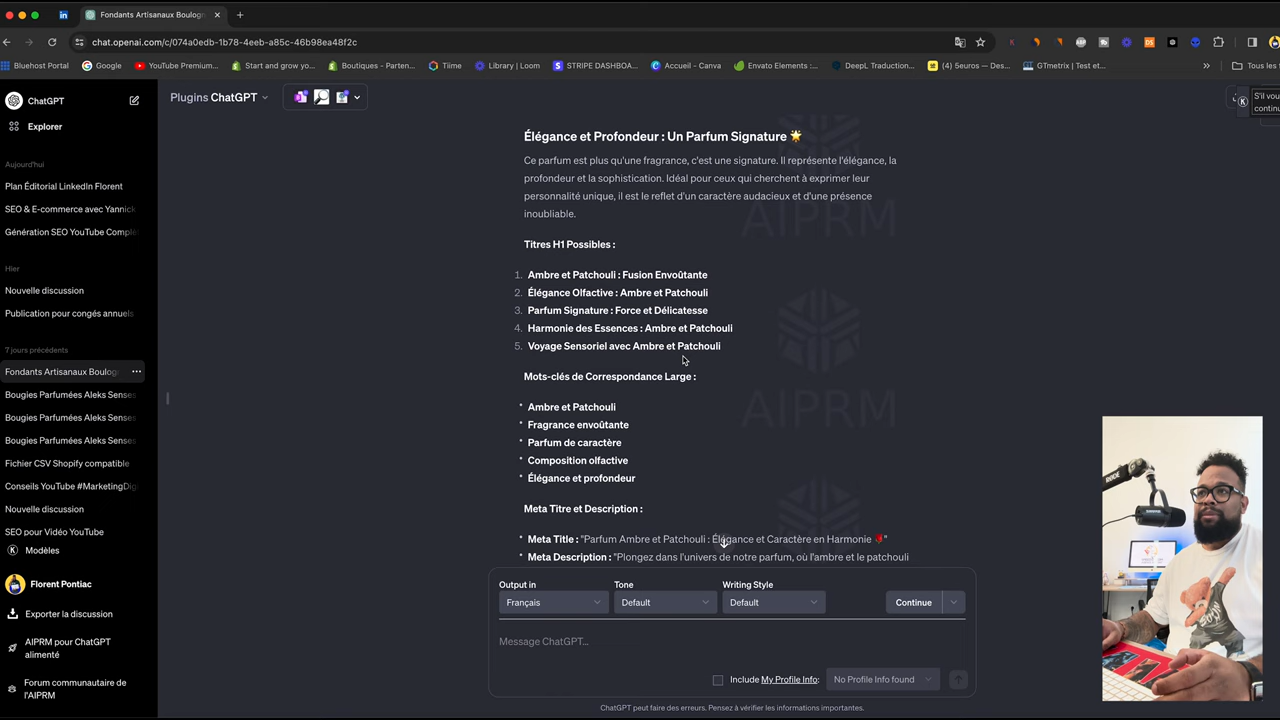 Fondants Artisanaux Boulogn
chat.openai.com/c/074a0edb-1b78-4eeb-a85c-46b98ea48f2c
Bluehost Portal
Google
YouTube Premium...
Start and grow yo...
Boutiques - Parten...
Tiime
Library | Loom
STRIPE DASHBOA...
Accueil - Canva
Envato Elements :...
DeepL Traduction...
(4) 5euros — Des...
GTmetrix | Test et...
Tous les f
ChatGPT
Explorer
Aujourd'hui
Plan Éditorial LinkedIn Florent
SEO & E-commerce avec Yannick
Génération SEO YouTube Complè
Hier
Nouvelle discussion
Publication pour congés annuels
7 jours précédents
Fondants Artisanaux Boulog
Bougies Parfumées Aleks Senses
Bougies Parfumées Aleks Senses
Bougies Parfumées Aleks Senses
Fichier CSV Shopify compatible
Conseils YouTube #MarketingDig
Nouvelle discussion
SEO pour Vidéo YouTube
Modèles
Florent Pontiac
Exporter la discussion
AIPRM pour ChatGPT
alimenté
Forum communautaire de
l'AIPRM
Plugins ChatGPT
S'il vou
continu
Élégance et Profondeur : Un Parfum Signature 🌟
Ce parfum est plus qu'une fragrance, c'est une signature. Il représente l'élégance, la
profondeur et la sophistication. Idéal pour ceux qui cherchent à exprimer leur
personnalité unique, il est le reflet d'un caractère audacieux et d'une présence
inoubliable.
Titres H1 Possibles :
1. Ambre et Patchouli : Fusion Envoûtante
2. Élégance Olfactive : Ambre et Patchouli
3. Parfum Signature : Force et Délicatesse
4. Harmonie des Essences : Ambre et Patchouli
5. Voyage Sensoriel avec Ambre et Patchouli
Mots-clés de Correspondance Large :
• Ambre et Patchouli
• Fragrance envoûtante
• Parfum de caractère
• Composition olfactive
• Élégance et profondeur
Meta Titre et Description :
• Meta Title : "Parfum Ambre et Patchouli : Élégance et Caractère en Harmonie 🌹"
• Meta Description : "Plongez dans l'univers de notre parfum, où l'ambre et le patchouli
AIPRM
AIPRM
Output in
Tone
Writing Style
Français
Default
Default
Continue
Message ChatGPT...
Include My Profile Info:
No Profile Info found
ChatGPT peut faire des erreurs. Pensez à vérifier les informations importantes.
RODE